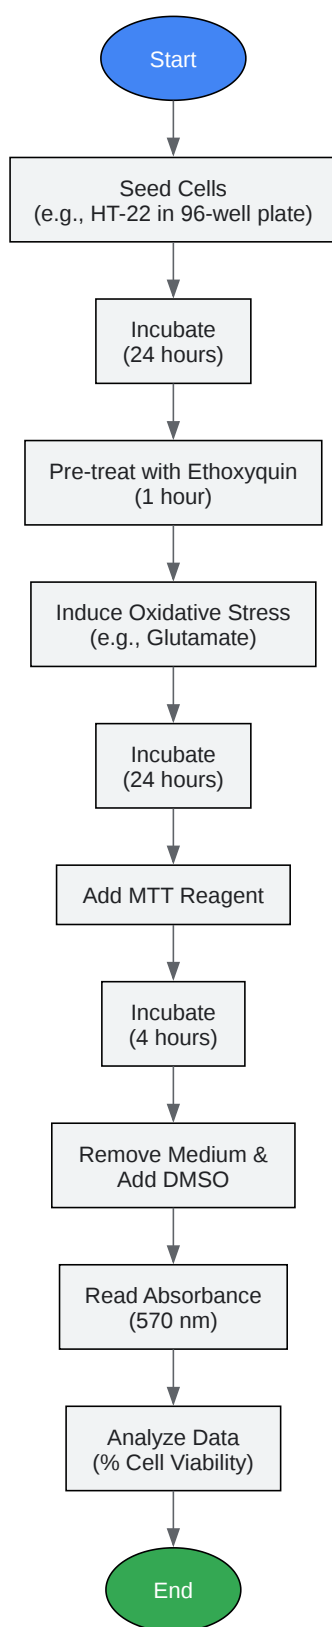 Start
Seed Cells
(e.g., HT-22 in 96-well plate)
Incubate
(24 hours)
Pre-treat with Ethoxyquin
(1 hour)
Induce Oxidative Stress
(e.g., Glutamate)
Incubate
(24 hours)
Add MTT Reagent
Incubate
(4 hours)
Remove Medium &
Add DMSO
Read Absorbance
(570 nm)
Analyze Data
(% Cell Viability)
End